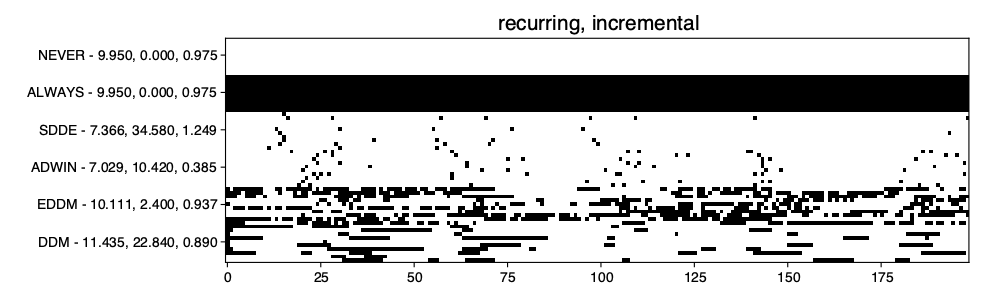 recurring, incremental
NEVER - 9.950, 0.000, 0.975
ALWAYS - 9.950, 0.000, 0.975
SDDE - 7.366, 34.580, 1.249
ADWIN - 7.029, 10.420, 0.385
EDDM - 10.111, 2.400, 0.937
DDM - 11.435, 22.840, 0.890
0 25 50 75 100 125 150 175